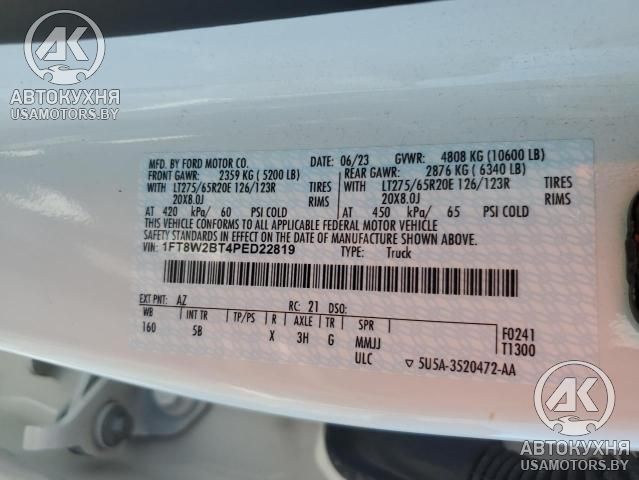 АК
АВТОКУХНЯ
USAMOTORS.BY
MFD. BY FORD MOTOR CO.
DATE: 06/23 GVWR: 4808 KG (10600 LB)
FRONT GAWR: 2359 KG ( 5200 LB)
REAR GAWR: 2876 KG ( 6340 LB)
WITH LT275/65R20E 126/123R TIRES
WITH LT275/65R20E 126/123R TIRES
20X8.0J RIMS
20X8.0J RIMS
AT 420 kPa/ 60 PSI COLD
AT 450 kPa/ 65 PSI COLD
THIS VEHICLE CONFORMS TO ALL APPLICABLE FEDERAL MOTOR VEHICLE
SAFETY STANDARDS IN EFFECT ON THE DATE OF MANUFACTURE SHOWN ABOVE.
VIN: 1FT8W2BT4PED22819 TYPE: Truck
EXT PNT: AZ RC: 21 DSO:
WB INT TR TP/PS R AXLE TR SPR
160 5B X 3H G MMJJ
ULC
F0241
T1300
5U5A-3520472-AA
АК
АВТОКУХНЯ
USAMOTORS.BY